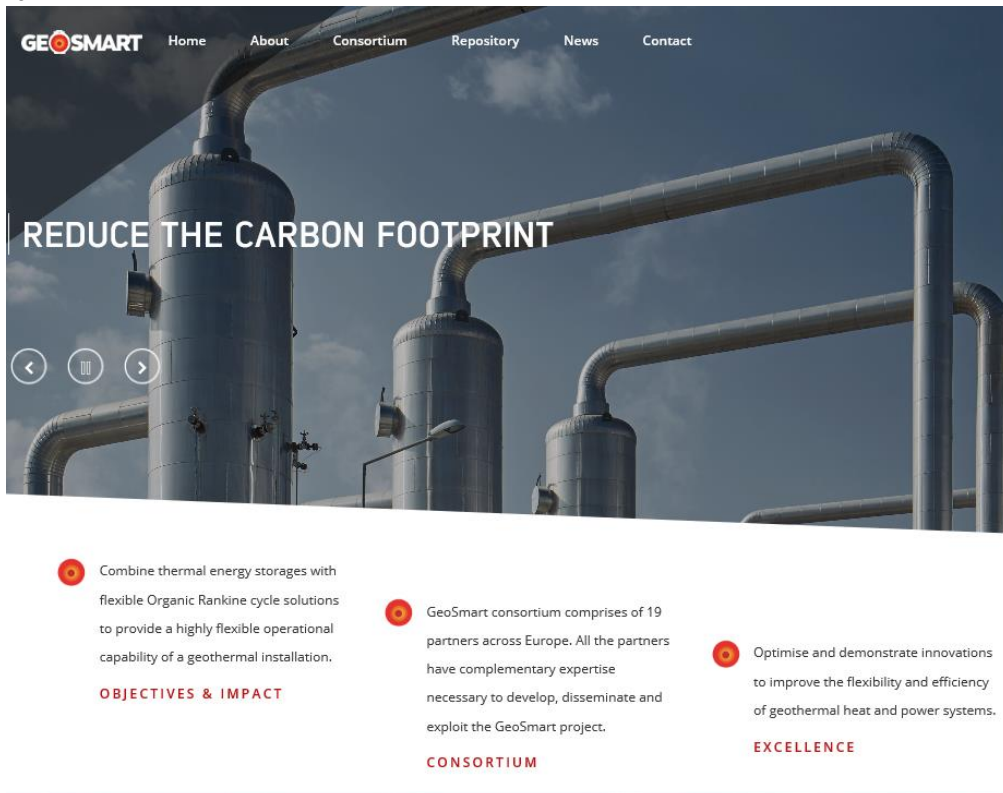 GEOSMART Home About Consortium Repository News Contact
REDUCE THE CARBON FOOTPRINT
Combine thermal energy storages with
flexible Organic Rankine cycle solutions
to provide a highly flexible operational
capability of a geothermal installation.
OBJECTIVES & IMPACT
GeoSmart consortium comprises of 19
partners across Europe. All the partners
have complementary expertise
necessary to develop, disseminate and
exploit the GeoSmart project.
CONSORTIUM
Optimise and demonstrate innovations
to improve the flexibility and efficiency
of geothermal heat and power systems.
EXCELLENCE